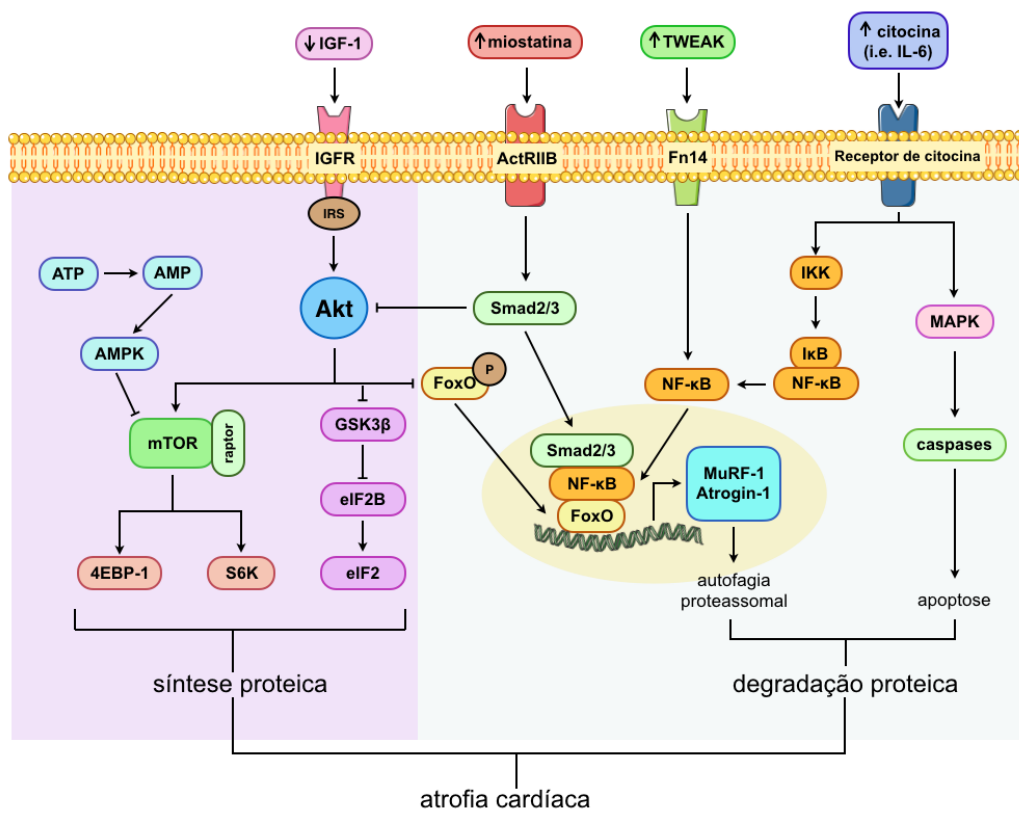 ↓ IGF-1
↑ miostatina
↑ TWEAK
↑ citocina
(i.e. IL-6)
IGFR
ActRIIB
Fn14
Receptor de citocina
IRS
ATP
AMP
Akt
Smad2/3
IKK
MAPK
AMPK
FoxO
P
NF-κB
IκB
NF-κB
mTOR
raptor
GSK3β
Smad2/3
NF-κB
FoxO
MuRF-1
Atrogin-1
caspases
eIF2B
4EBP-1
S6K
eIF2
autofagia
proteassomal
apoptose
síntese proteica
degradação proteica
atrofia cardíaca